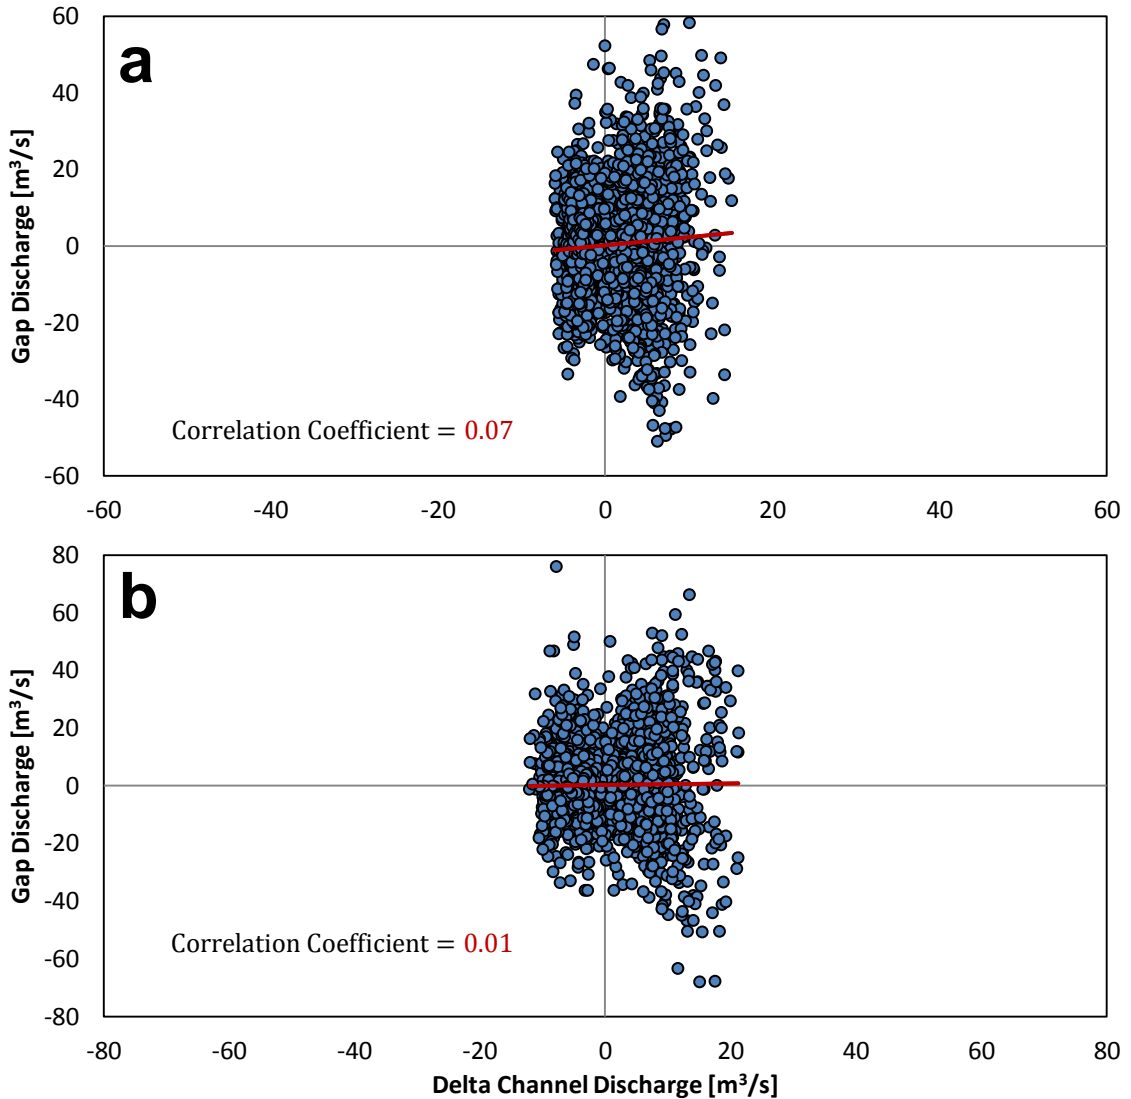 a
60
40
20
0
-20
-40
-60
Gap Discharge [m³/s]
Correlation Coefficient = 0.07
-60 -40 -20 0 20 40 60
b
80
60
40
20
0
-20
-40
-60
-80
Gap Discharge [m³/s]
Correlation Coefficient = 0.01
-80 -60 -40 -20 0 20 40 60 80
Delta Channel Discharge [m³/s]